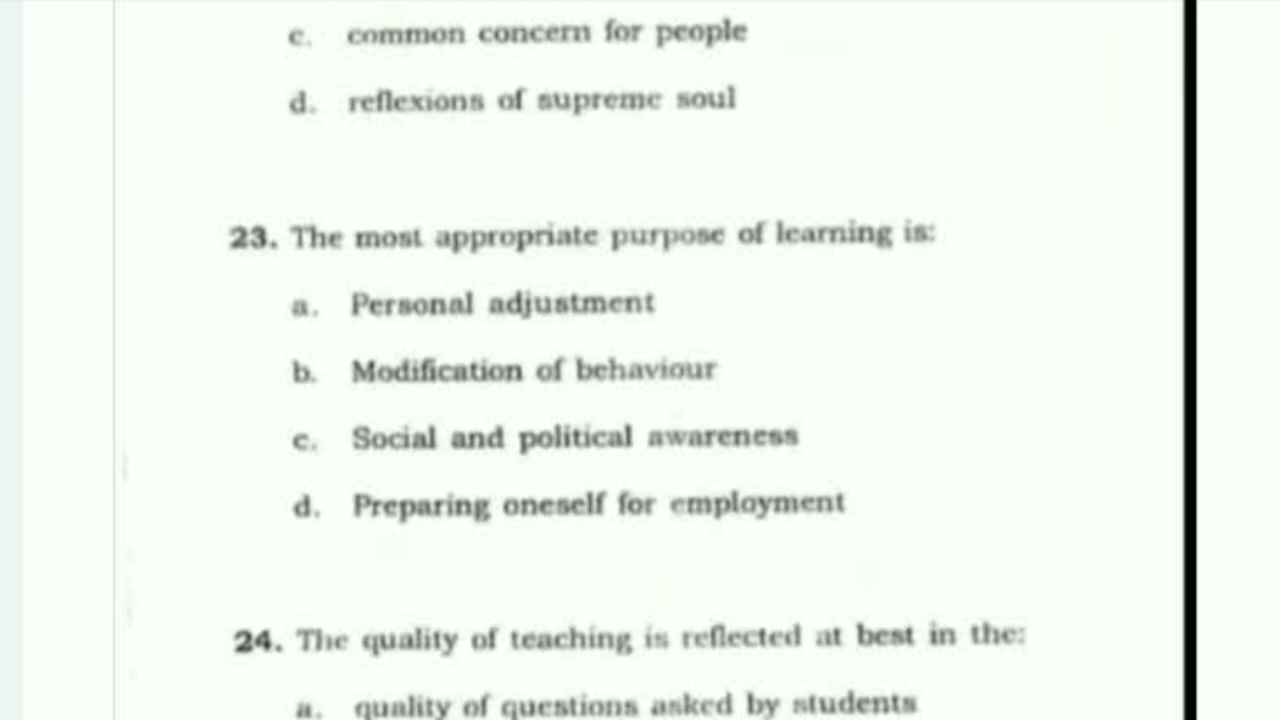 c. common concern for people
d. reflexions of supreme soul
23. The most appropriate purpose of learning is:
a. Personal adjustment
b. Modification of behaviour
c. Social and political awareness
d. Preparing oneself for employment
24. The quality of teaching is reflected at best in the:
a. quality of questions asked by students